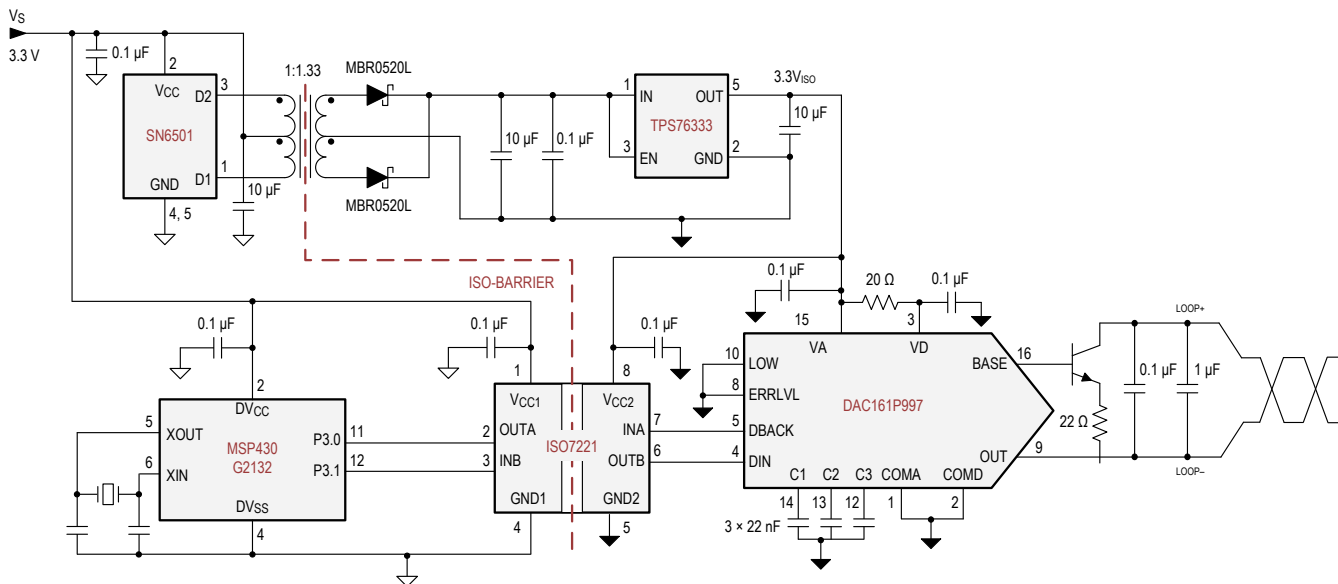 VS
3.3 V
0.1 µF
2
VCC
D2
3
SN6501
D1
1
GND
4, 5
10 µF
1:1.33
MBR0520L
MBR0520L
10 µF
0.1 µF
1
IN
OUT
5
TPS76333
3
EN
GND
2
3.3VISO
10 µF
ISO-BARRIER
0.1 µF
20 Ω
0.1 µF
15
3
VA
VD
0.1 µF
2
DVCC
5
XOUT
MSP430
G2132
P3.0
11
6
XIN
P3.1
12
DVSS
4
0.1 µF
1
VCC1
OUTA
2
INB
3
GND1
4
ISO7221
0.1 µF
8
VCC2
INA
7
OUTB
6
GND2
5
10
LOW
8
ERRLVL
5
DBACK
4
DIN
DAC161P997
BASE
16
OUT
9
C1
C2
C3
COMA
COMD
14
13
12
1
2
3 × 22 nF
22 Ω
0.1 µF
1 µF
LOOP+
LOOP–